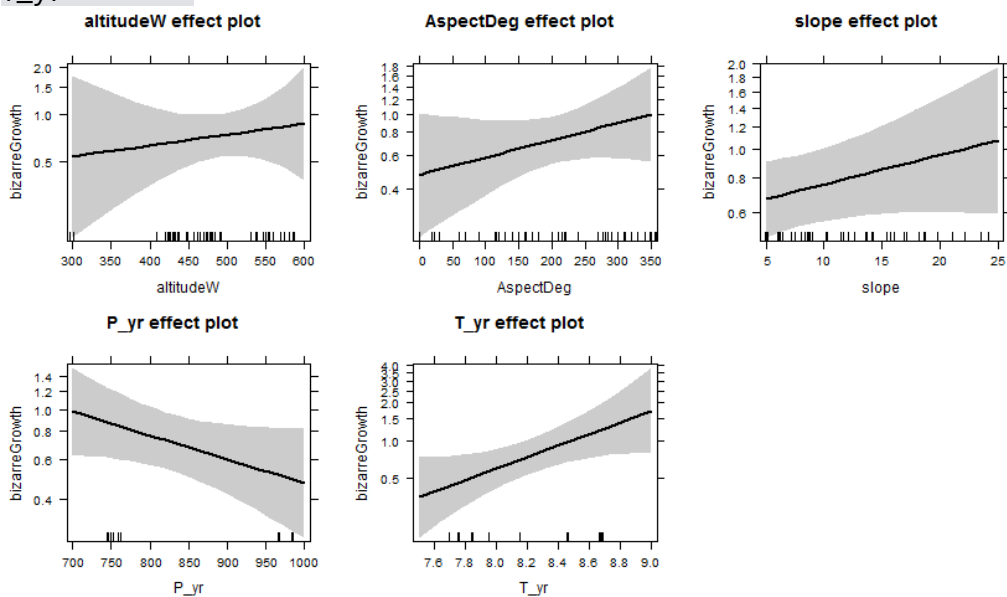 T_yr
altitudeW effect plot
2.0
1.5
1.0
0.5
bizarreGrowth
300 350 400 450 500 550 600
altitudeW
AspectDeg effect plot
1.8
1.6
1.4
1.2
1.0
0.8
0.6
0.4
bizarreGrowth
0 50 100 150 200 250 300 350
AspectDeg
slope effect plot
2.0
1.8
1.6
1.4
1.2
1.0
0.8
0.6
bizarreGrowth
5 10 15 20 25
slope
P_yr effect plot
1.4
1.2
1.0
0.8
0.6
0.4
bizarreGrowth
700 750 800 850 900 950 1000
P_yr
T_yr effect plot
4.0
3.5
3.0
2.5
2.0
1.5
1.0
0.5
bizarreGrowth
7.6 7.8 8.0 8.2 8.4 8.6 8.8 9.0
T_yr